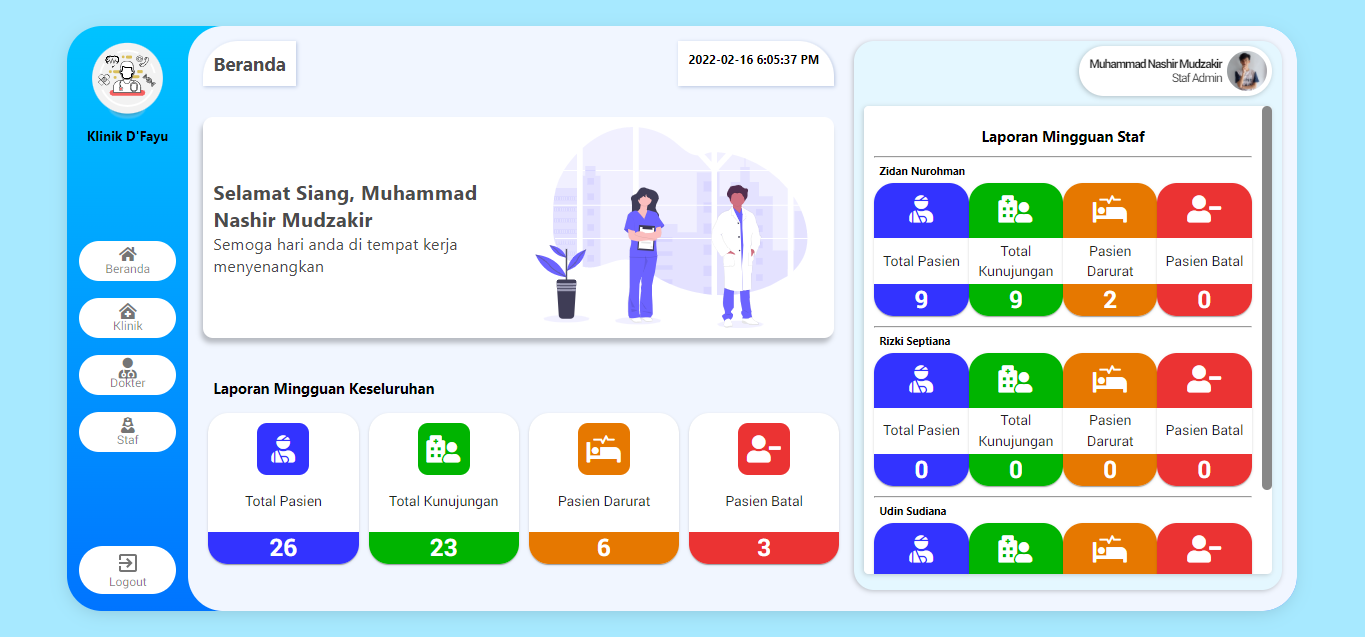 Klinik D'Fayu
Beranda
Klinik
Dokter
Staf
Logout
Beranda
2022-02-16 6:05:37 PM
Selamat Siang, Muhammad
Nashir Mudzakir
Semoga hari anda di tempat kerja
menyenangkan
Laporan Mingguan Keseluruhan
Total Pasien
26
Total Kunujungan
23
Pasien Darurat
6
Pasien Batal
3
Muhammad Nashir Mudzakir
Staf Admin
Laporan Mingguan Staf
Zidan Nurohman
Total Pasien
9
Total
Kunujungan
9
Pasien
Darurat
2
Pasien Batal
0
Rizki Septiana
Total Pasien
0
Total
Kunujungan
0
Pasien
Darurat
0
Pasien Batal
0
Udin Sudiana